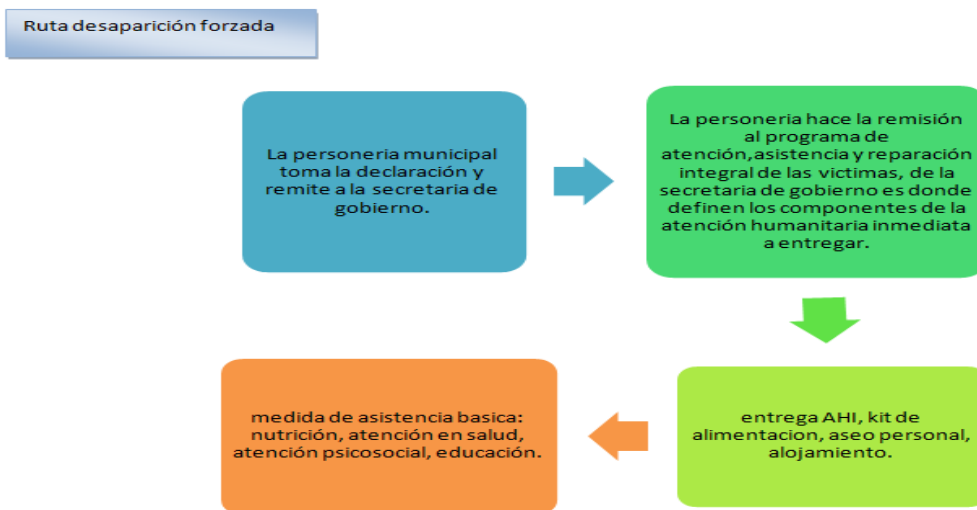 Ruta desaparición forzada
La personeria municipal
toma la declaración y
remite a la secretaria de
gobierno.
La personeria hace la remisión
al programa de
atención,asistencia y reparación
integral de las victimas, de la
secretaria de gobierno es donde
definen los componentes de la
atención humanitaria inmediata
a entregar.
entrega AHI, kit de
alimentacion, aseo personal,
alojamiento.
medida de asistencia basica:
nutrición, atención en salud,
atención psicosocial, educación.